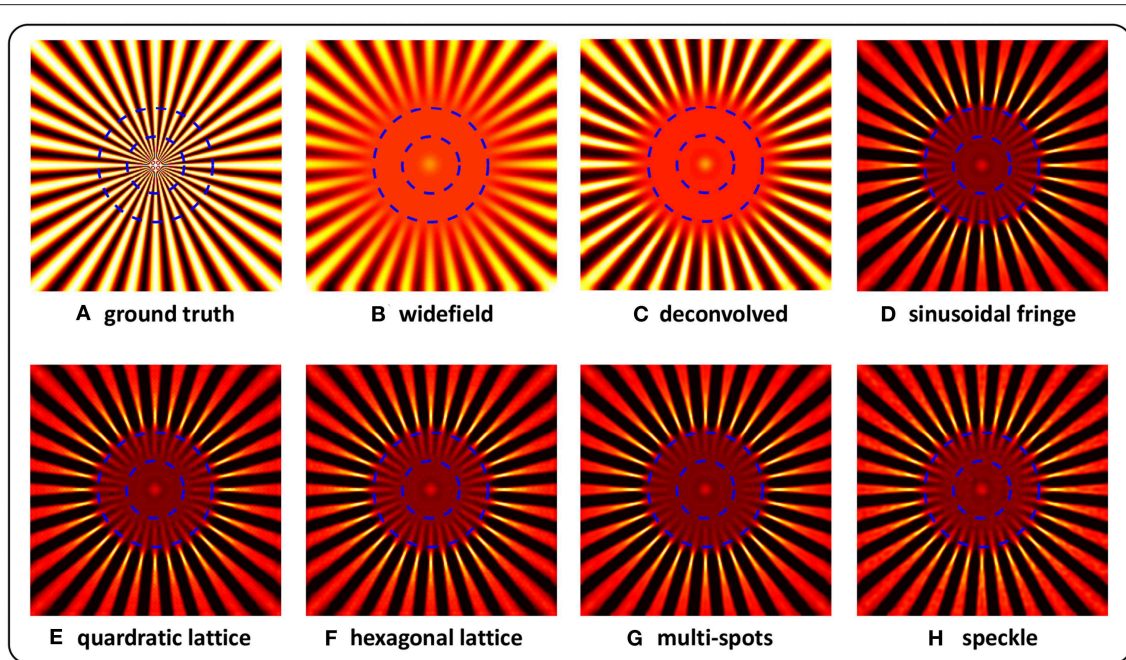 A ground truth
B widefield
C deconvolved
D sinusoidal fringe
E quardratic lattice
F hexagonal lattice
G multi-spots
H speckle